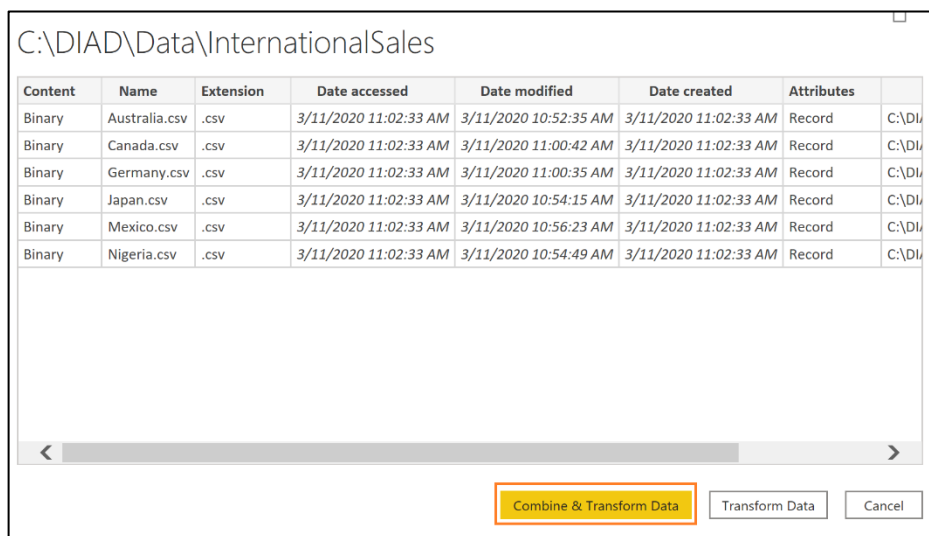 C:\DIAD\Data\InternationalSales
Content Name Extension Date accessed Date modified Date created Attributes
Binary Australia.csv .csv 3/11/2020 11:02:33 AM 3/11/2020 10:52:35 AM 3/11/2020 11:02:33 AM Record C:\DI
Binary Canada.csv .csv 3/11/2020 11:02:33 AM 3/11/2020 11:00:42 AM 3/11/2020 11:02:33 AM Record C:\DI
Binary Germany.csv .csv 3/11/2020 11:02:33 AM 3/11/2020 11:00:35 AM 3/11/2020 11:02:33 AM Record C:\DI
Binary Japan.csv .csv 3/11/2020 11:02:33 AM 3/11/2020 10:54:15 AM 3/11/2020 11:02:33 AM Record C:\DI
Binary Mexico.csv .csv 3/11/2020 11:02:33 AM 3/11/2020 10:56:23 AM 3/11/2020 11:02:33 AM Record C:\DI
Binary Nigeria.csv .csv 3/11/2020 11:02:33 AM 3/11/2020 10:54:49 AM 3/11/2020 11:02:33 AM Record C:\DI
Combine & Transform Data Transform Data Cancel